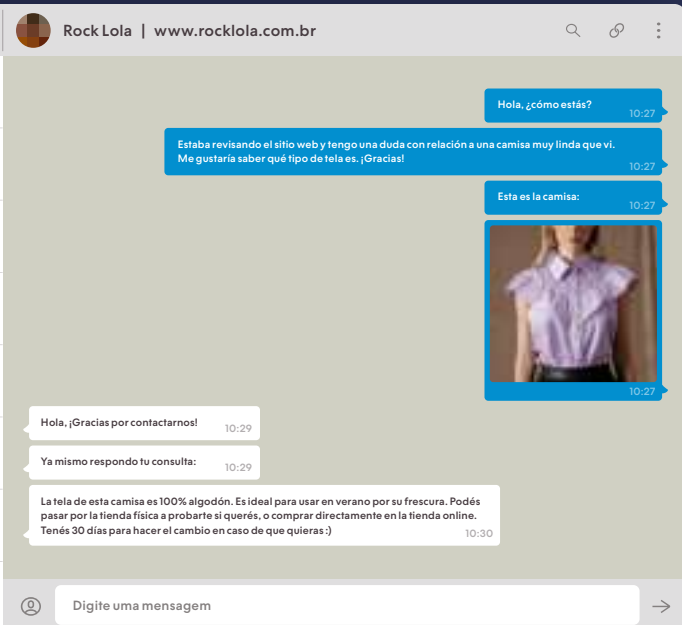 Rock Lola | www.rocklola.com.br
Hola, ¿cómo estás?
10:27
Estaba revisando el sitio web y tengo una duda con relación a una camisa muy linda que vi.
Me gustaría saber qué tipo de tela es. ¡Gracias!
10:27
Esta es la camisa:
10:27
10:27
Hola, ¡Gracias por contactarnos!
10:29
Ya mismo respondo tu consulta:
10:29
La tela de esta camisa es 100% algodón. Es ideal para usar en verano por su frescura. Podés
pasar por la tienda física a probarte si querés, o comprar directamente en la tienda online.
Tenés 30 días para hacer el cambio en caso de que quieras :)
10:30
Digite uma mensagem